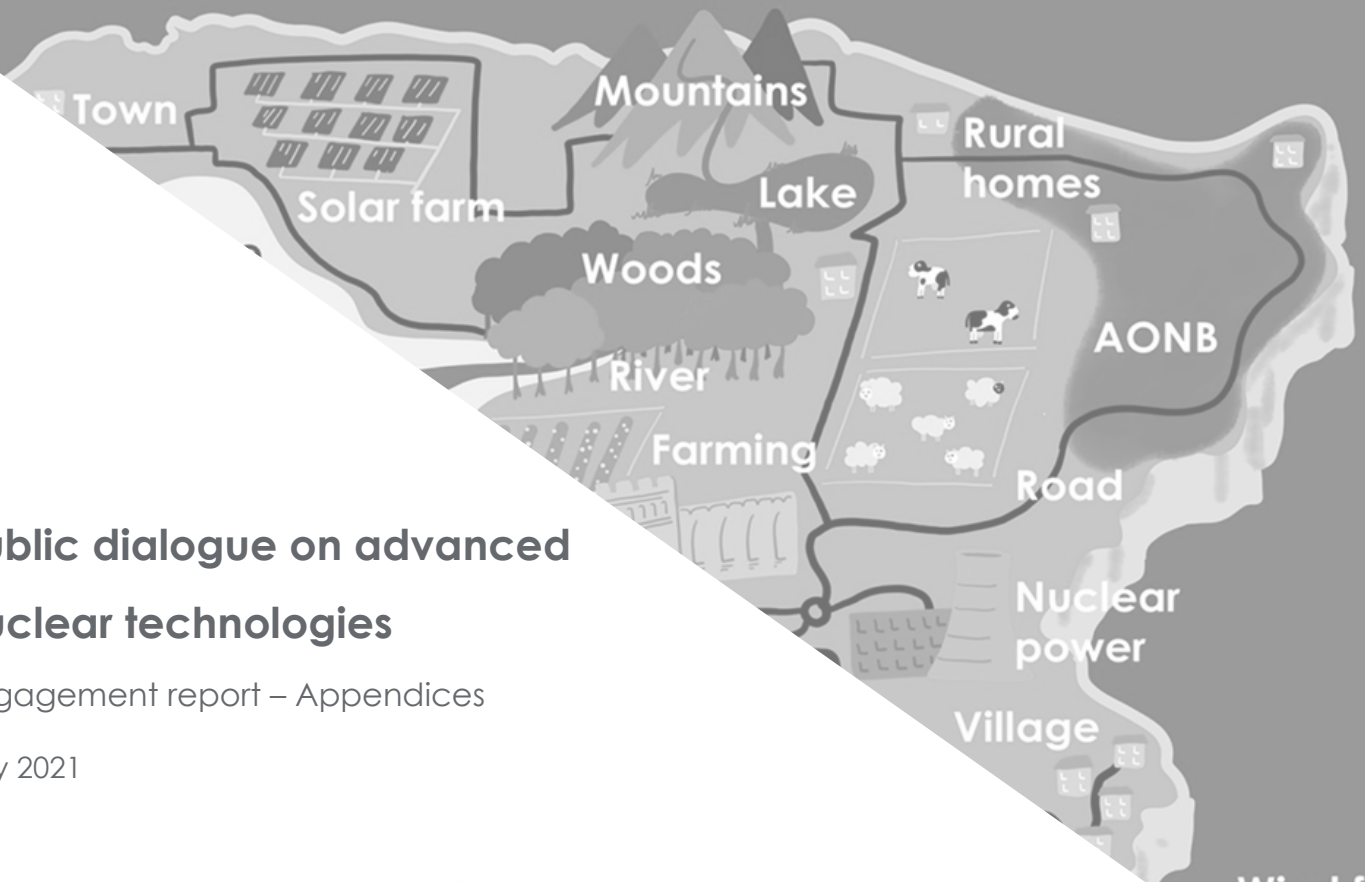 Town
Mountains
Rural
homes
Solar farm
Lake
Woods
AONB
River
Farming
Road
ublic dialogue on advanced
uclear technologies
gagement report – Appendices
y 2021
Nuclear
power
Village